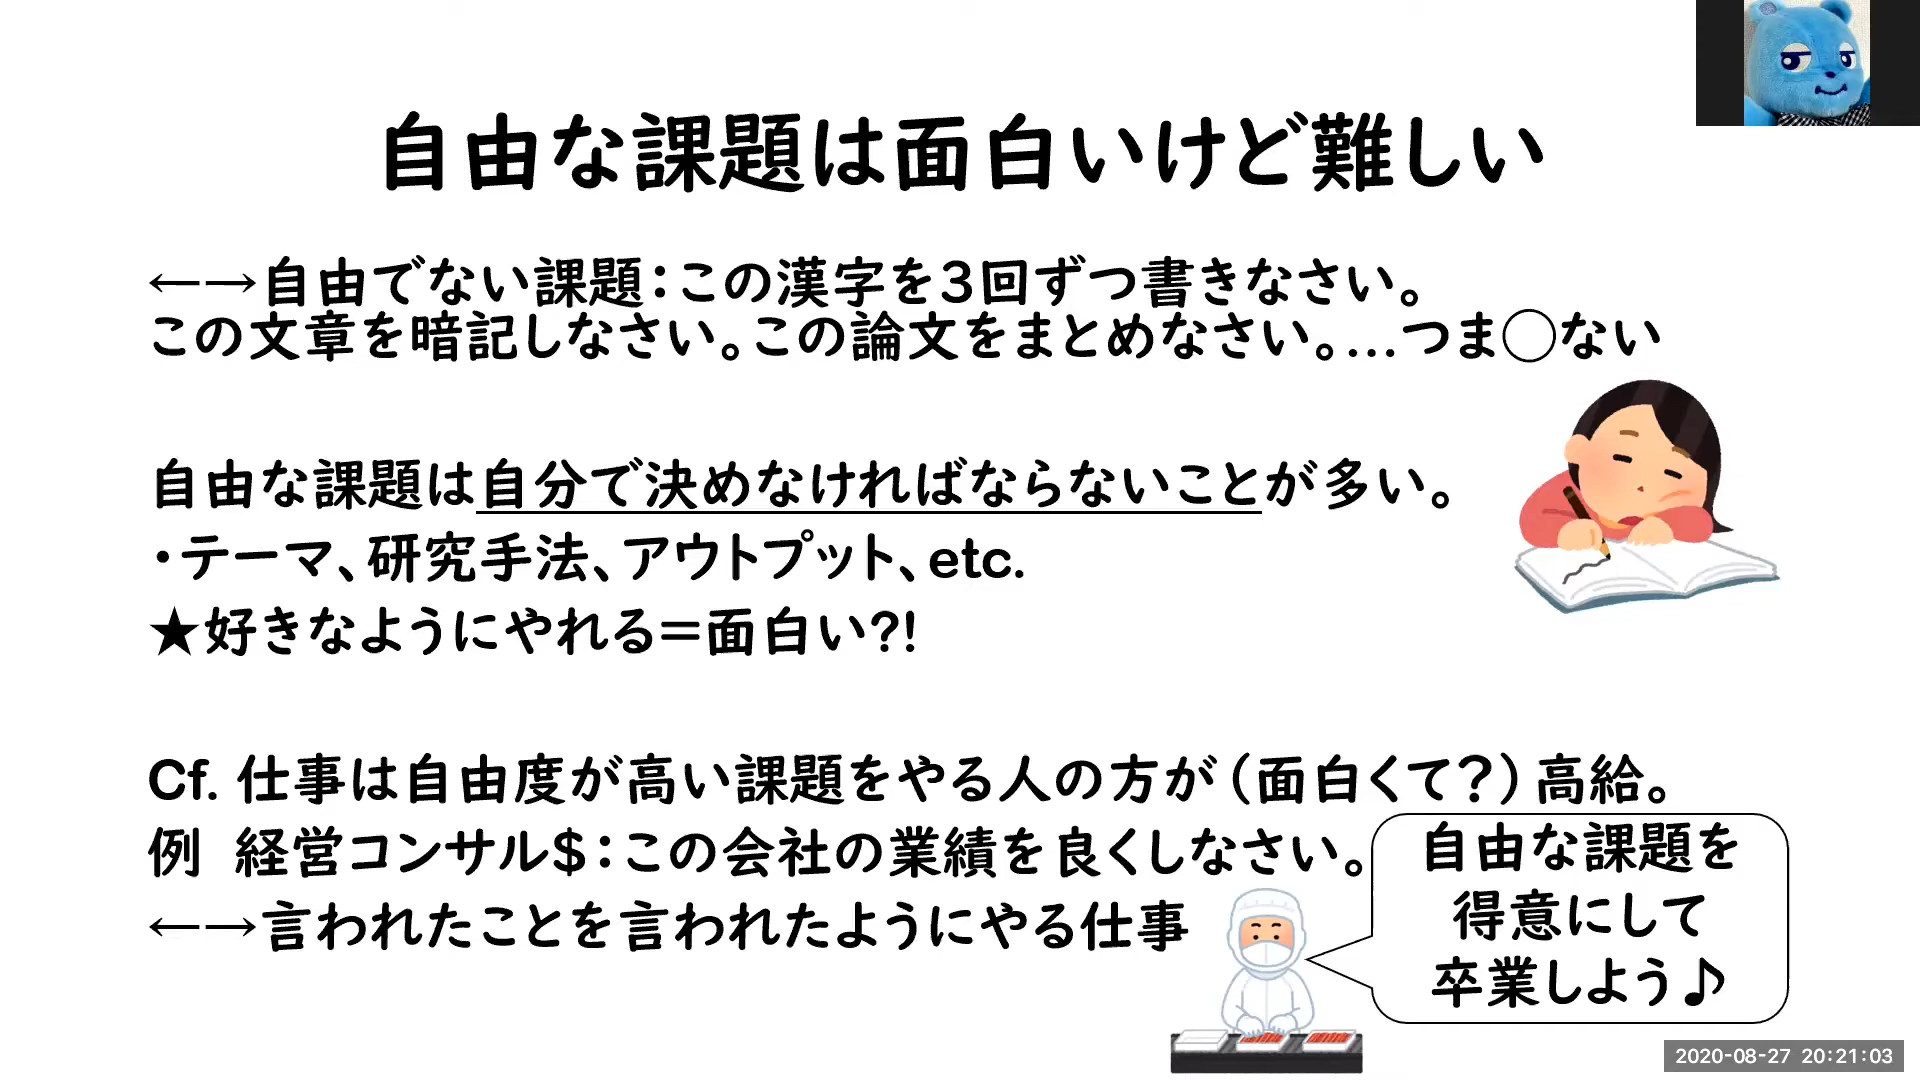 自由な課題は面白いけど難しい
←→自由でない課題：この漢字を３回ずつ書きなさい。
この文章を暗記しなさい。この論文をまとめなさい。…つま◯ない
自由な課題は自分で決めなければならないことが多い。
・テーマ、研究手法、アウトプット、etc.
★好きなようにやれる＝面白い?!
Cf. 仕事は自由度が高い課題をやる人の方が（面白くて？）高給。
例　経営コンサル$：この会社の業績を良くしなさい。
←→言われたことを言われたようにやる仕事
自由な課題を
得意にして
卒業しよう♪
2020-08-27 20:21:03